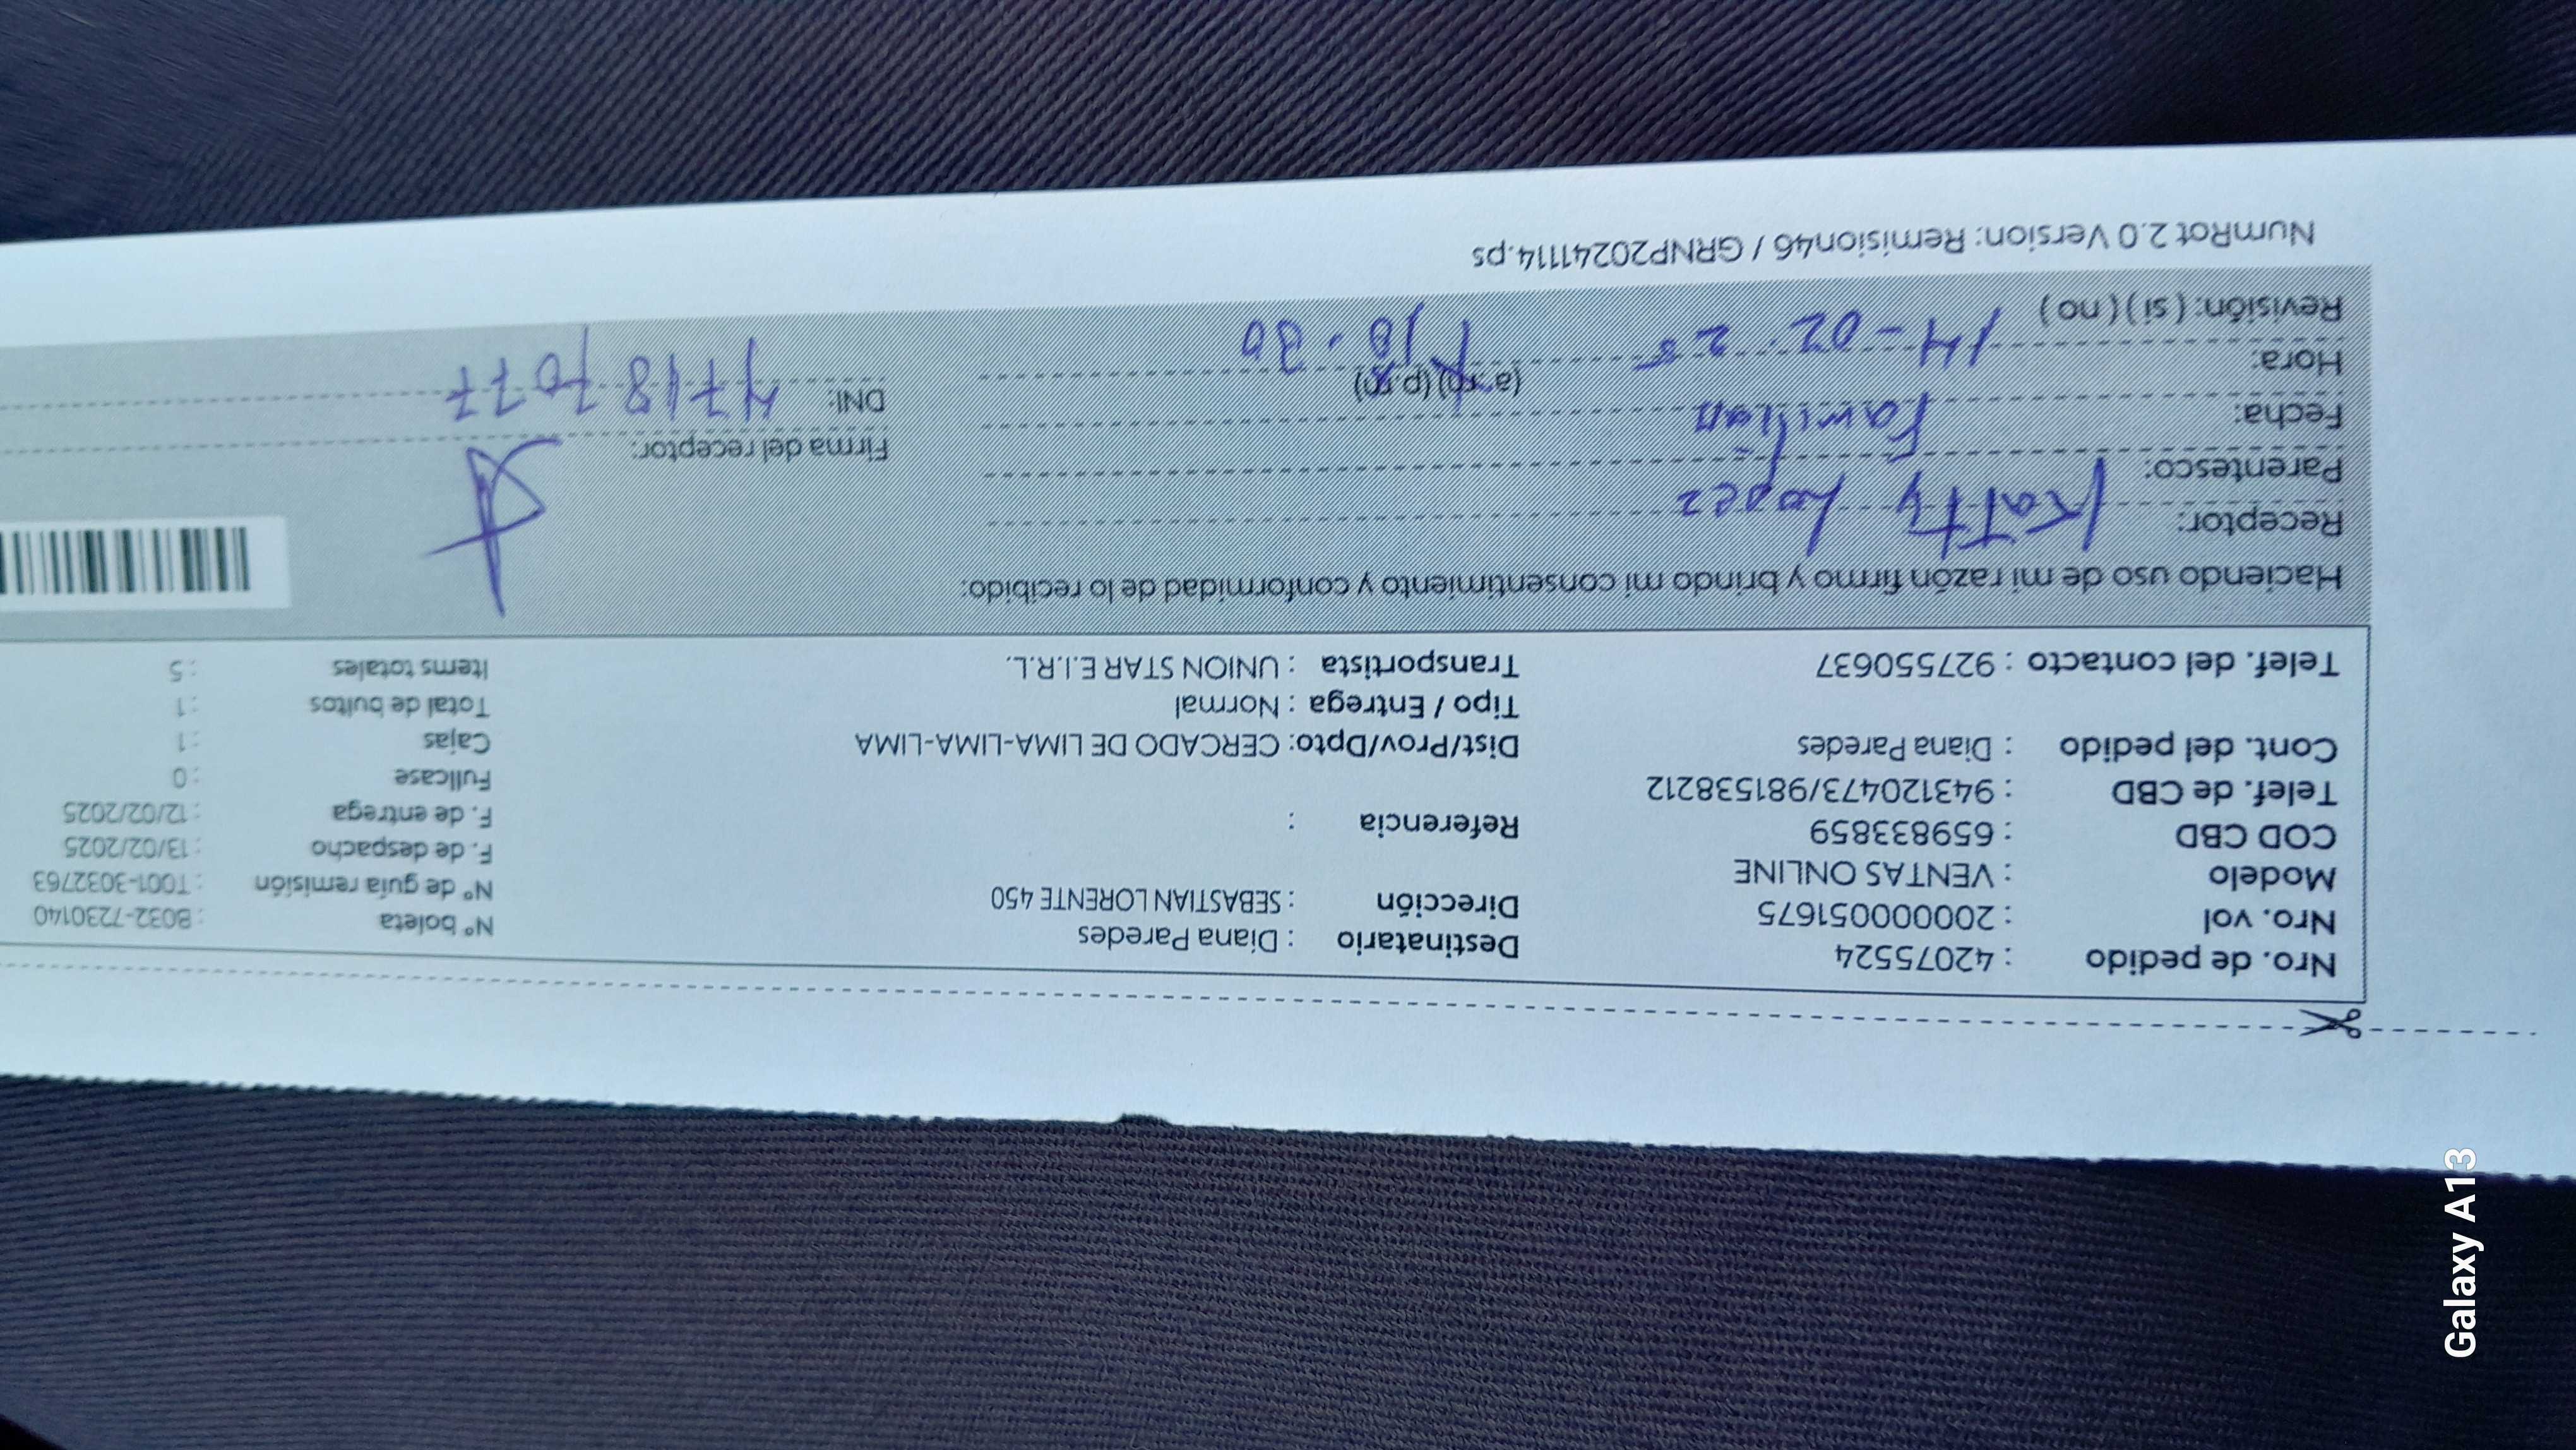 Nro. de pedido : 42075524
Nro. vol : 20000051675
Modelo : VENTAS ONLINE
COD CBD : 659833859
Telef. de CBD : 943120473/981538212
Cont. del pedido : Diana Paredes
Telef. del contacto : 927550637
Destinatario : Diana Paredes
Dirección : SEBASTIAN LORENTE 450
Referencia :
Dist/Prov/Dpto: CERCADO DE LIMA-LIMA-LIMA
Tipo / Entrega : Normal
Transportista : UNION STAR E.I.R.L.
N° boleta : B032-7230140
N° de guía remisión : T001-3032763
F. de despacho : 13/02/2025
F. de entrega : 12/02/2025
Fullcase : 0
Cajas : 1
Total de bultos : 1
Items totales : 5
Haciendo uso de mi razón firmo y brindo mi consentimiento y conformidad de lo recibido:
Receptor: Katty Lopez
Parentesco: Familiar
Fecha: 14-02-25
Hora: (a.m) (p.m) 
Revisión: (si) (no)
Firma del receptor:
DNI: 
NumRot 2.0 Version: Remision46 / GRNP20241114.ps
Galaxy A13